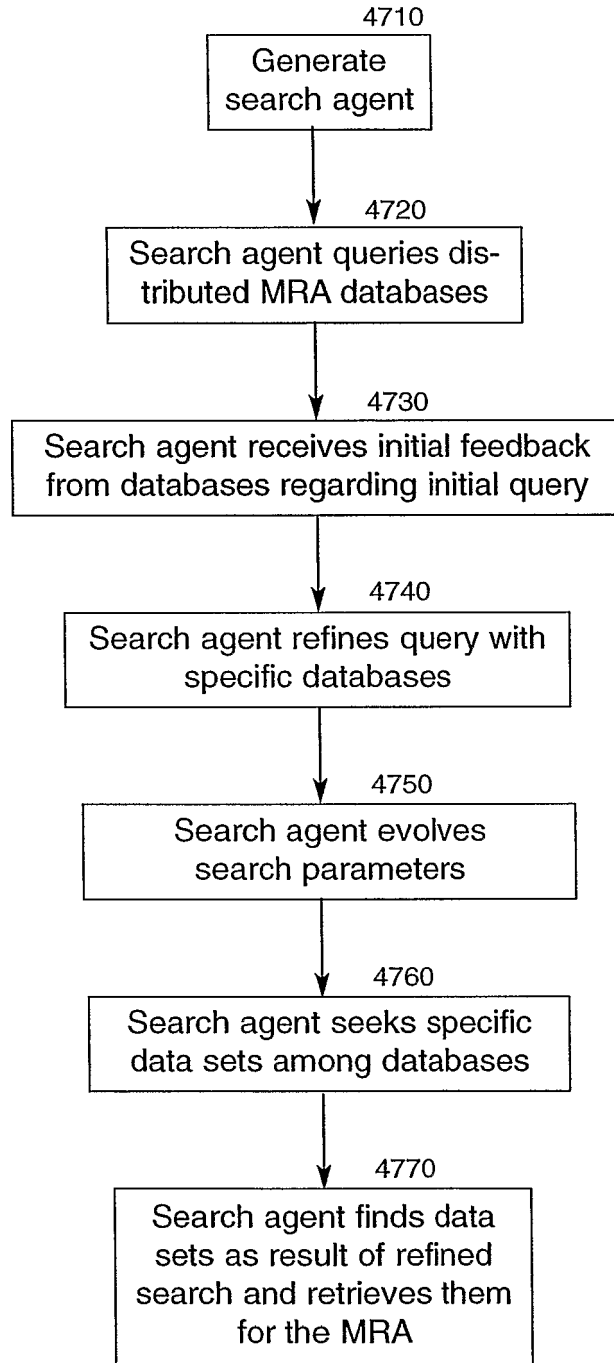 4710
Generate
search agent
4720
Search agent queries dis-
tributed MRA databases
4730
Search agent receives initial feedback
from databases regarding initial query
4740
Search agent refines query with
specific databases
4750
Search agent evolves
search parameters
4760
Search agent seeks specific
data sets among databases
4770
Search agent finds data
sets as result of refined
search and retrieves them
for the MRA